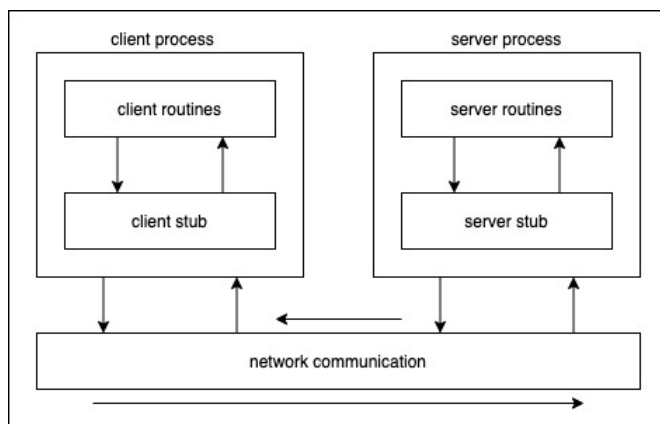 client process
server process
client routines
server routines
client stub
server stub
network communication